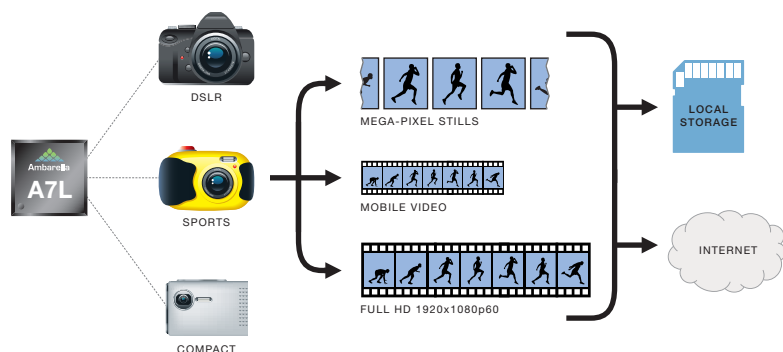 Ambarella
A7L
DSLR
SPORTS
COMPACT
MEGA-PIXEL STILLS
MOBILE VIDEO
FULL HD 1920x1080p60
LOCAL
STORAGE
INTERNET